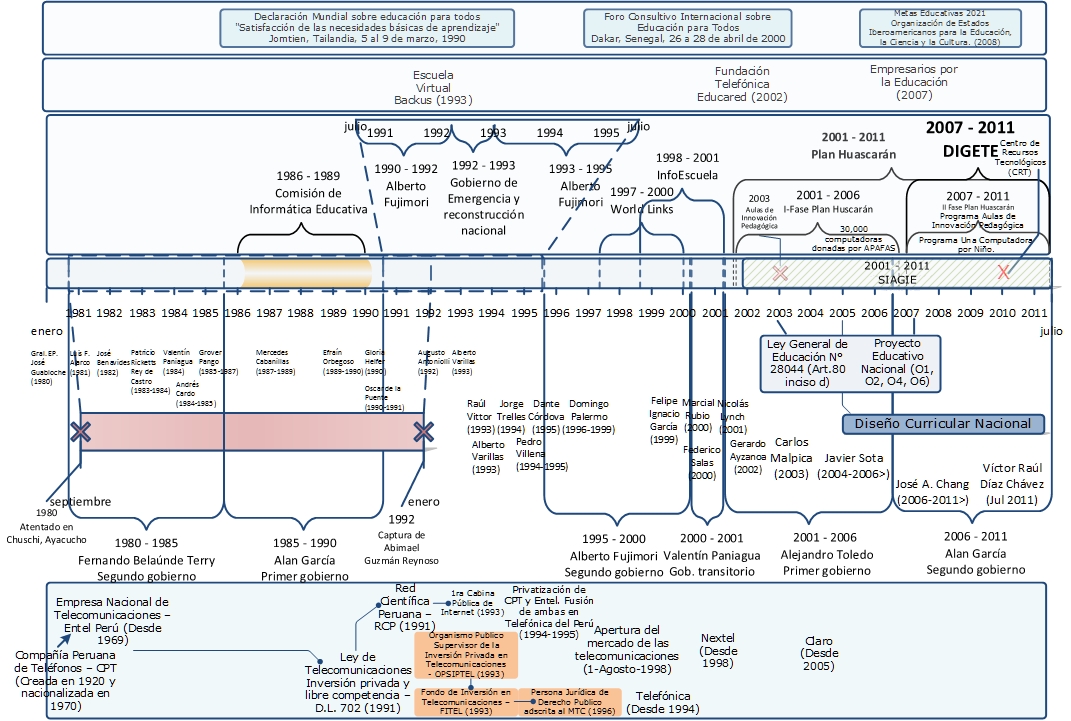 Declaración Mundial sobre educación para todos
"Satisfacción de las necesidades básicas de aprendizaje"
Jomtien, Tailandia, 5 al 9 de marzo, 1990
Foro Consultivo Internacional sobre
Educación para Todos
Dakar, Senegal, 26 a 28 de abril de 2000
Metas Educativas 2021
Organización de Estados
Iberoamericanos para la Educación,
la Ciencia y la Cultura. (2008)
Escuela
Virtual
Backus (1993)
Fundación
Telefónica
Educared (2002)
Empresarios por
la Educación
(2007)
julio
1991
1992
1993
1994
1995
julio
1990 - 1992
Alberto
Fujimori
1992 - 1993
Gobierno de
Emergencia y
reconstrucción
nacional
1993 - 1995
Alberto
Fujimori
1986 - 1989
Comisión de
Informática Educativa
1997 - 2000
World Links
1998 - 2001
InfoEscuela
2001 - 2011
Plan Huascarán
2007 - 2011
DIGETE
Centro de
Recursos
Tecnológicos
(CRT)
2003
Aulas de
Innovación
Pedagógica
2001 - 2006
I-Fase Plan Huscarán
30,000
computadoras
donadas por APAFAS
2007 - 2011
II Fase Plan Huascarán
Programa Aulas de
Innovación Pedagógica
Programa Una Computadora
por Niño.
2001 - 2011
SIAGIE
1981
1982
1983
1984
1985
1986
1987
1988
1989
1990
1991
1992
1993
1994
1995
1996
1997
1998
1999
2000
2001
2002
2003
2004
2005
2006
2007
2008
2009
2010
2011
enero
julio
Gral. EP.
José
Guabloche
(1980)
Luis F.
Alarco
(1981)
José
Benavides
(1982)
Patricio
Ricketts
Rey de
Castro
(1983-1984)
Valentín
Paniagua
(1984)
Andrés
Cardo
(1984-1985)
Grover
Pango
(1985-1987)
Mercedes
Cabanillas
(1987-1989)
Efraín
Orbegoso
(1989-1990)
Gloria
Helfer
(1990)
Oscar de la
Puente
(1990-1991)
Augusto
Antonioli
(1992)
Alberto
Varillas
(1993)
Raúl
Vittor
(1993)
Alberto
Varillas
(1993)
Jorge
Trelles
(1994)
Pedro
Villena
(1994-1995)
Dante
Córdova
(1995)
Domingo
Palermo
(1996-1999)
Felipe
Ignacio
García
(1999)
Marcial
Rubio
(2000)
Federico
Salas
(2000)
Nicolás
Lynch
(2001)
Gerardo
Ayzanoa
(2002)
Carlos
Malpica
(2003)
Javier Sota
(2004-2006>)
José A. Chang
(2006-2011>)
Víctor Raúl
Díaz Chávez
(Jul 2011)
Ley General de
Educación N°
28044 (Art.80
inciso d)
Proyecto
Educativo
Nacional (O1,
O2, O4, O6)
Diseño Curricular Nacional
septiembre
1980
Atentado en
Chuschi, Ayacucho
enero
1992
Captura de
Abimael
Guzmán Reynoso
1980 - 1985
Fernando Belaúnde Terry
Segundo gobierno
1985 - 1990
Alan García
Primer gobierno
1995 - 2000
Alberto Fujimori
Segundo gobierno
2000 - 2001
Valentín Paniagua
Gob. transitorio
2001 - 2006
Alejandro Toledo
Primer gobierno
2006 - 2011
Alan García
Segundo gobierno
Empresa Nacional de
Telecomunicaciones –
Entel Perú (Desde
1969)
Compañía Peruana
de Teléfonos – CPT
(Creada en 1920 y
nacionalizada en
1970)
Red
Científica
Peruana –
RCP (1991)
Ley de
Telecomunicaciones
Inversión privada y
libre competencia –
D.L. 702 (1991)
1ra Cabina
Pública de
Internet (1993)
Organismo Publico
Supervisor de la
Inversión Privada en
Telecomunicaciones
- OPSIPTEL (1993)
Fondo de Inversión en
Telecomunicaciones –
FITEL (1993)
Persona Jurídica de
Derecho Publico
adscrita al MTC (1996)
Privatización de
CPT y Entel. Fusión
de ambas en
Telefónica del Perú
(1994-1995)
Apertura del
mercado de las
telecomunicaciones
(1-Agosto-1998)
Telefónica
(Desde 1994)
Nextel
(Desde
1998)
Claro
(Desde
2005)